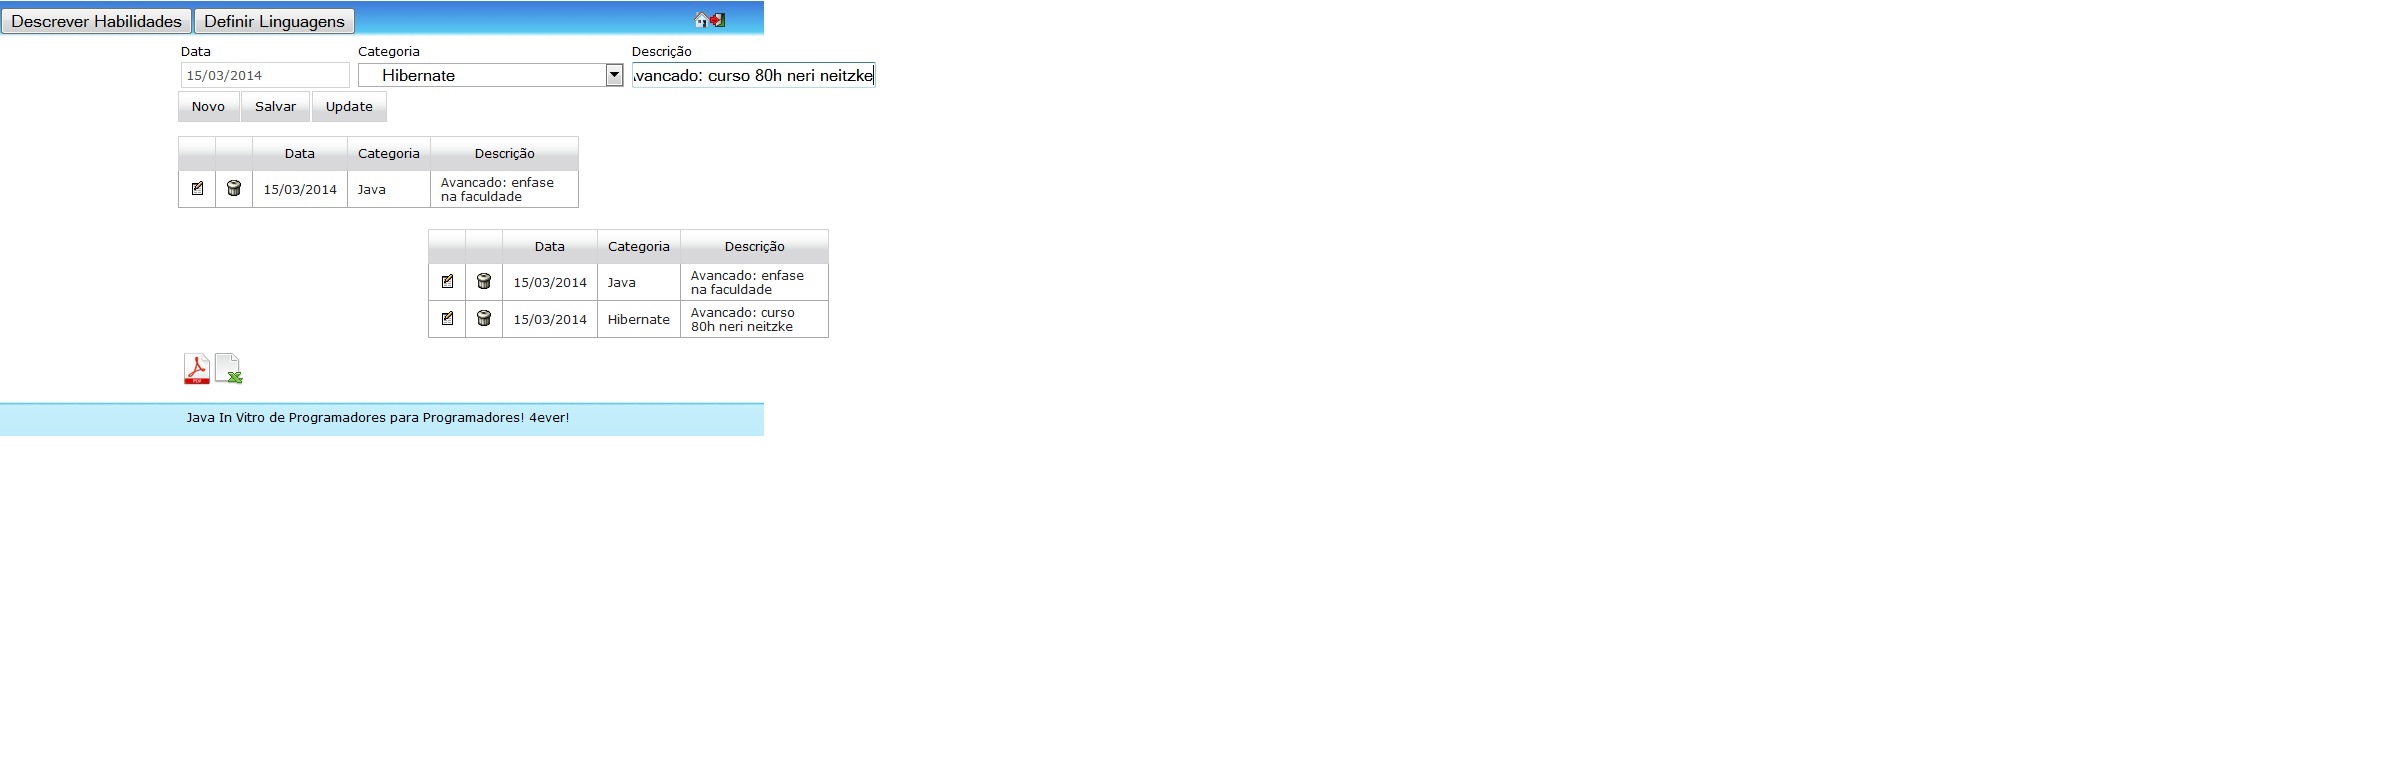 Descrever Habilidades Definir Linguagens
Data Categoria Descrição
15/03/2014 Hibernate vancado: curso 80h neri neitzke
Novo Salvar Update
Data Categoria Descrição
15/03/2014 Java Avancado: enfase
na faculdade
Data Categoria Descrição
15/03/2014 Java Avancado: enfase
na faculdade
15/03/2014 Hibernate Avancado: curso
80h neri neitzke
PDF
Java In Vitro de Programadores para Programadores! 4ever!